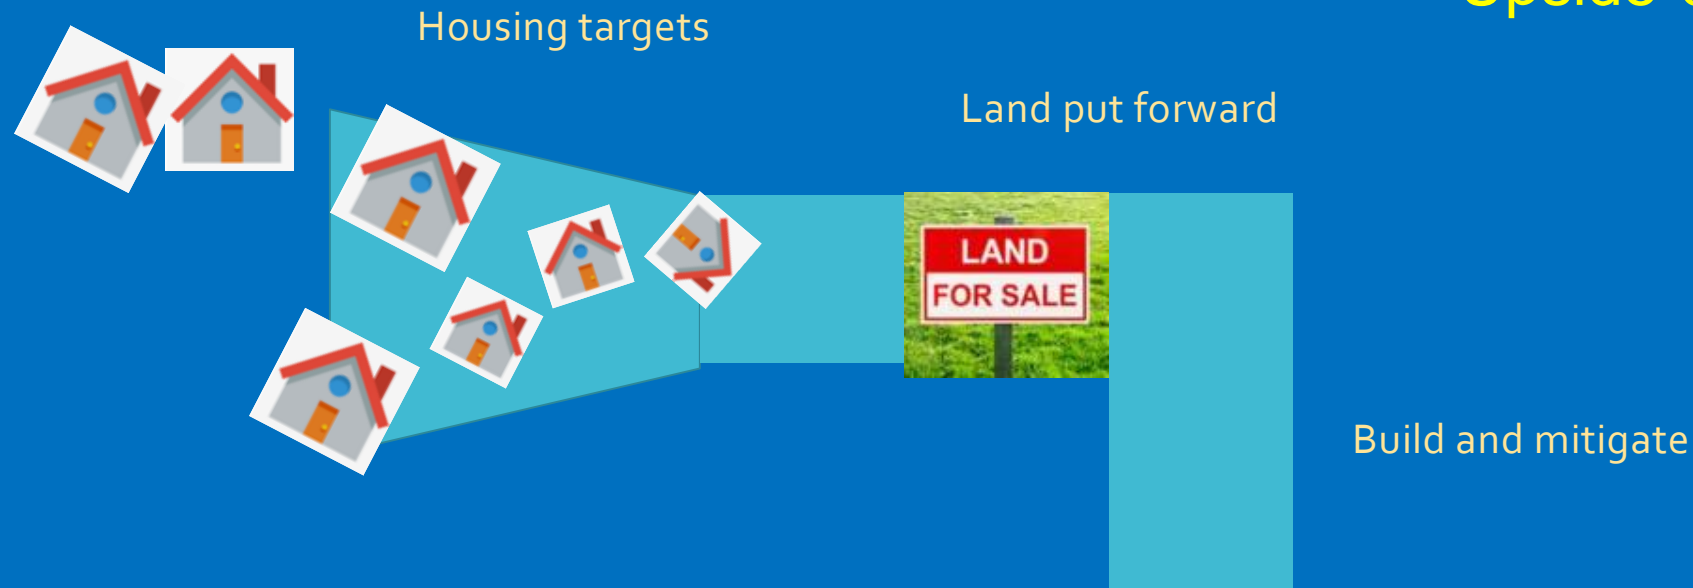 Housing targets
Land put forward
LAND
FOR SALE
Build and mitigate